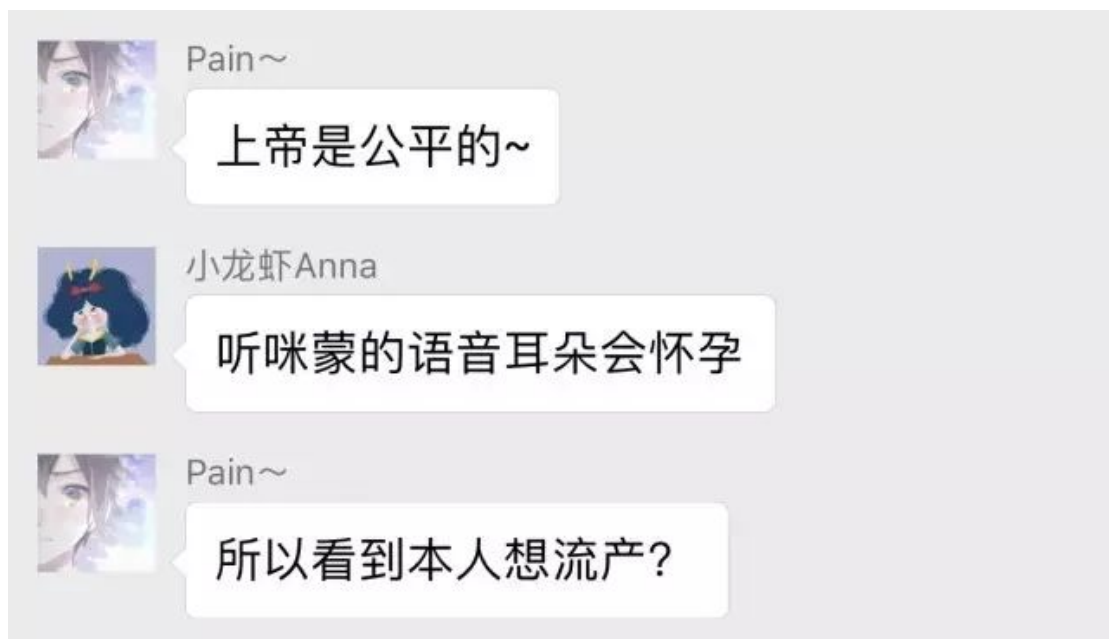 Pain～
上帝是公平的~
小龙虾Anna
听咪蒙的语音耳朵会怀孕
Pain～
所以看到本人想流产?